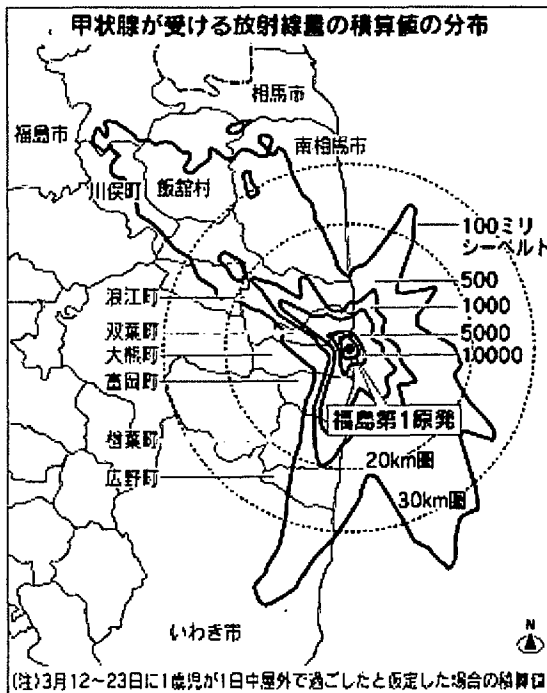 甲状腺が受ける放射線量の積算値の分布
相馬市
福島市
南相馬市
飯舘村
川俣町
100ミリ
シーベルト
500
浪江町
1000
双葉町
5000
大熊町
10000
富岡町
福島第1原発
楢葉町
20km圏
広野町
30km圏
いわき市
N
(注)3月12〜23日に1歳児が1日中屋外で過ごしたと仮定した場合の積算値